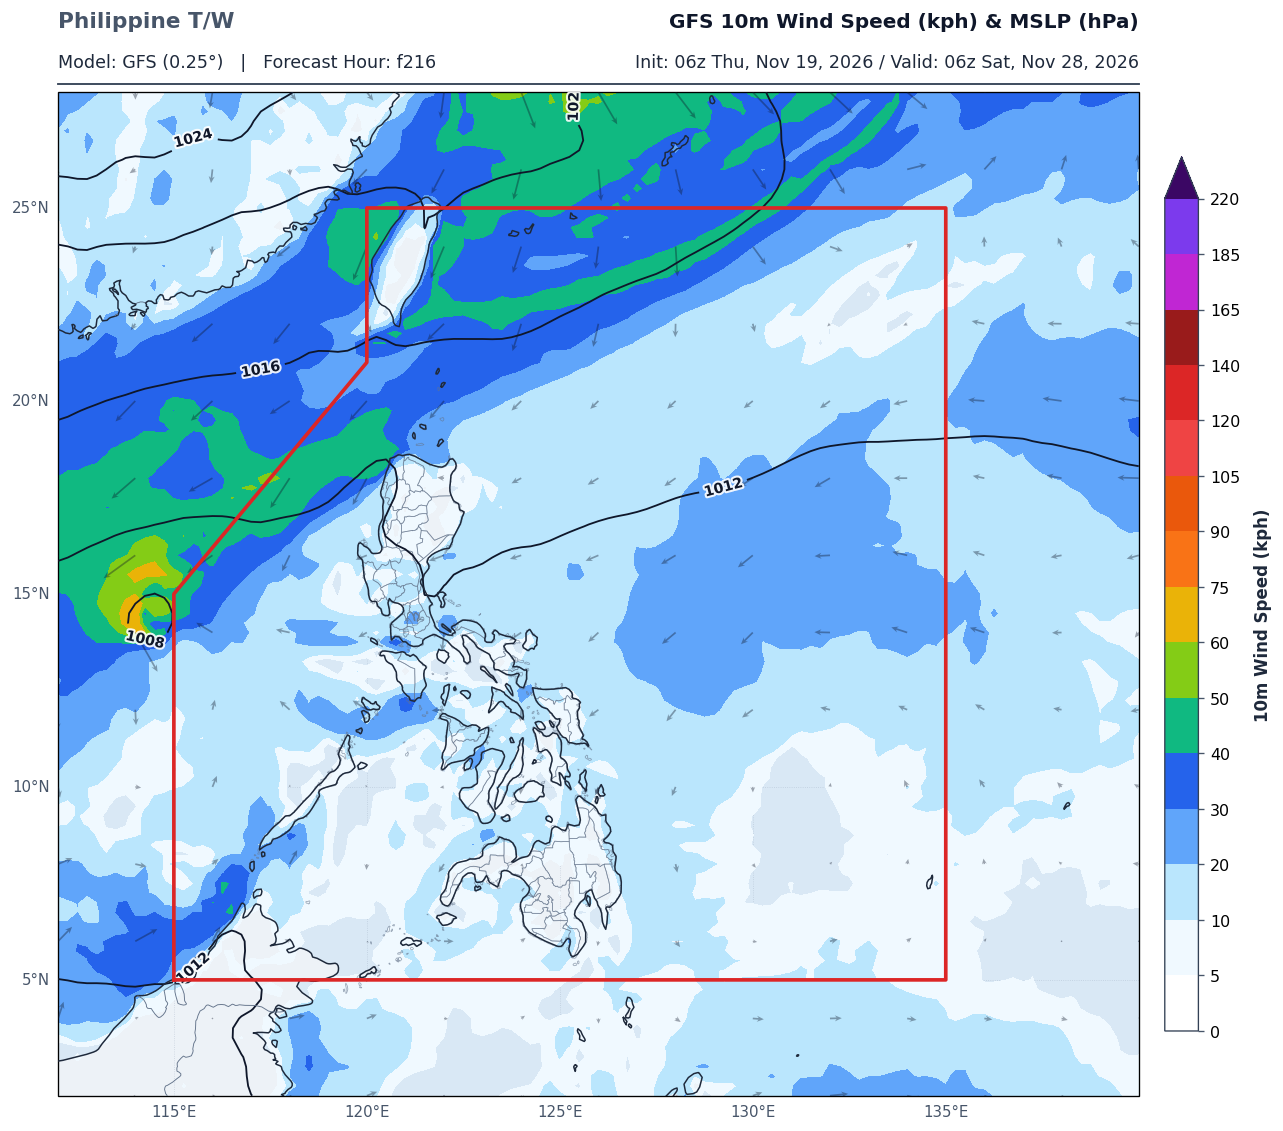 Philippine T/W
GFS 10m Wind Speed (kph) & MSLP (hPa)
Model: GFS (0.25°) | Forecast Hour: f216
Init: 06z Thu, Nov 19, 2026 / Valid: 06z Sat, Nov 28, 2026
1024
102
1016
1012
1008
1012
25°N
20°N
15°N
10°N
5°N
115°E
120°E
125°E
130°E
135°E
220
185
165
140
120
105
90
75
60
50
40
30
20
10
5
0
10m Wind Speed (kph)